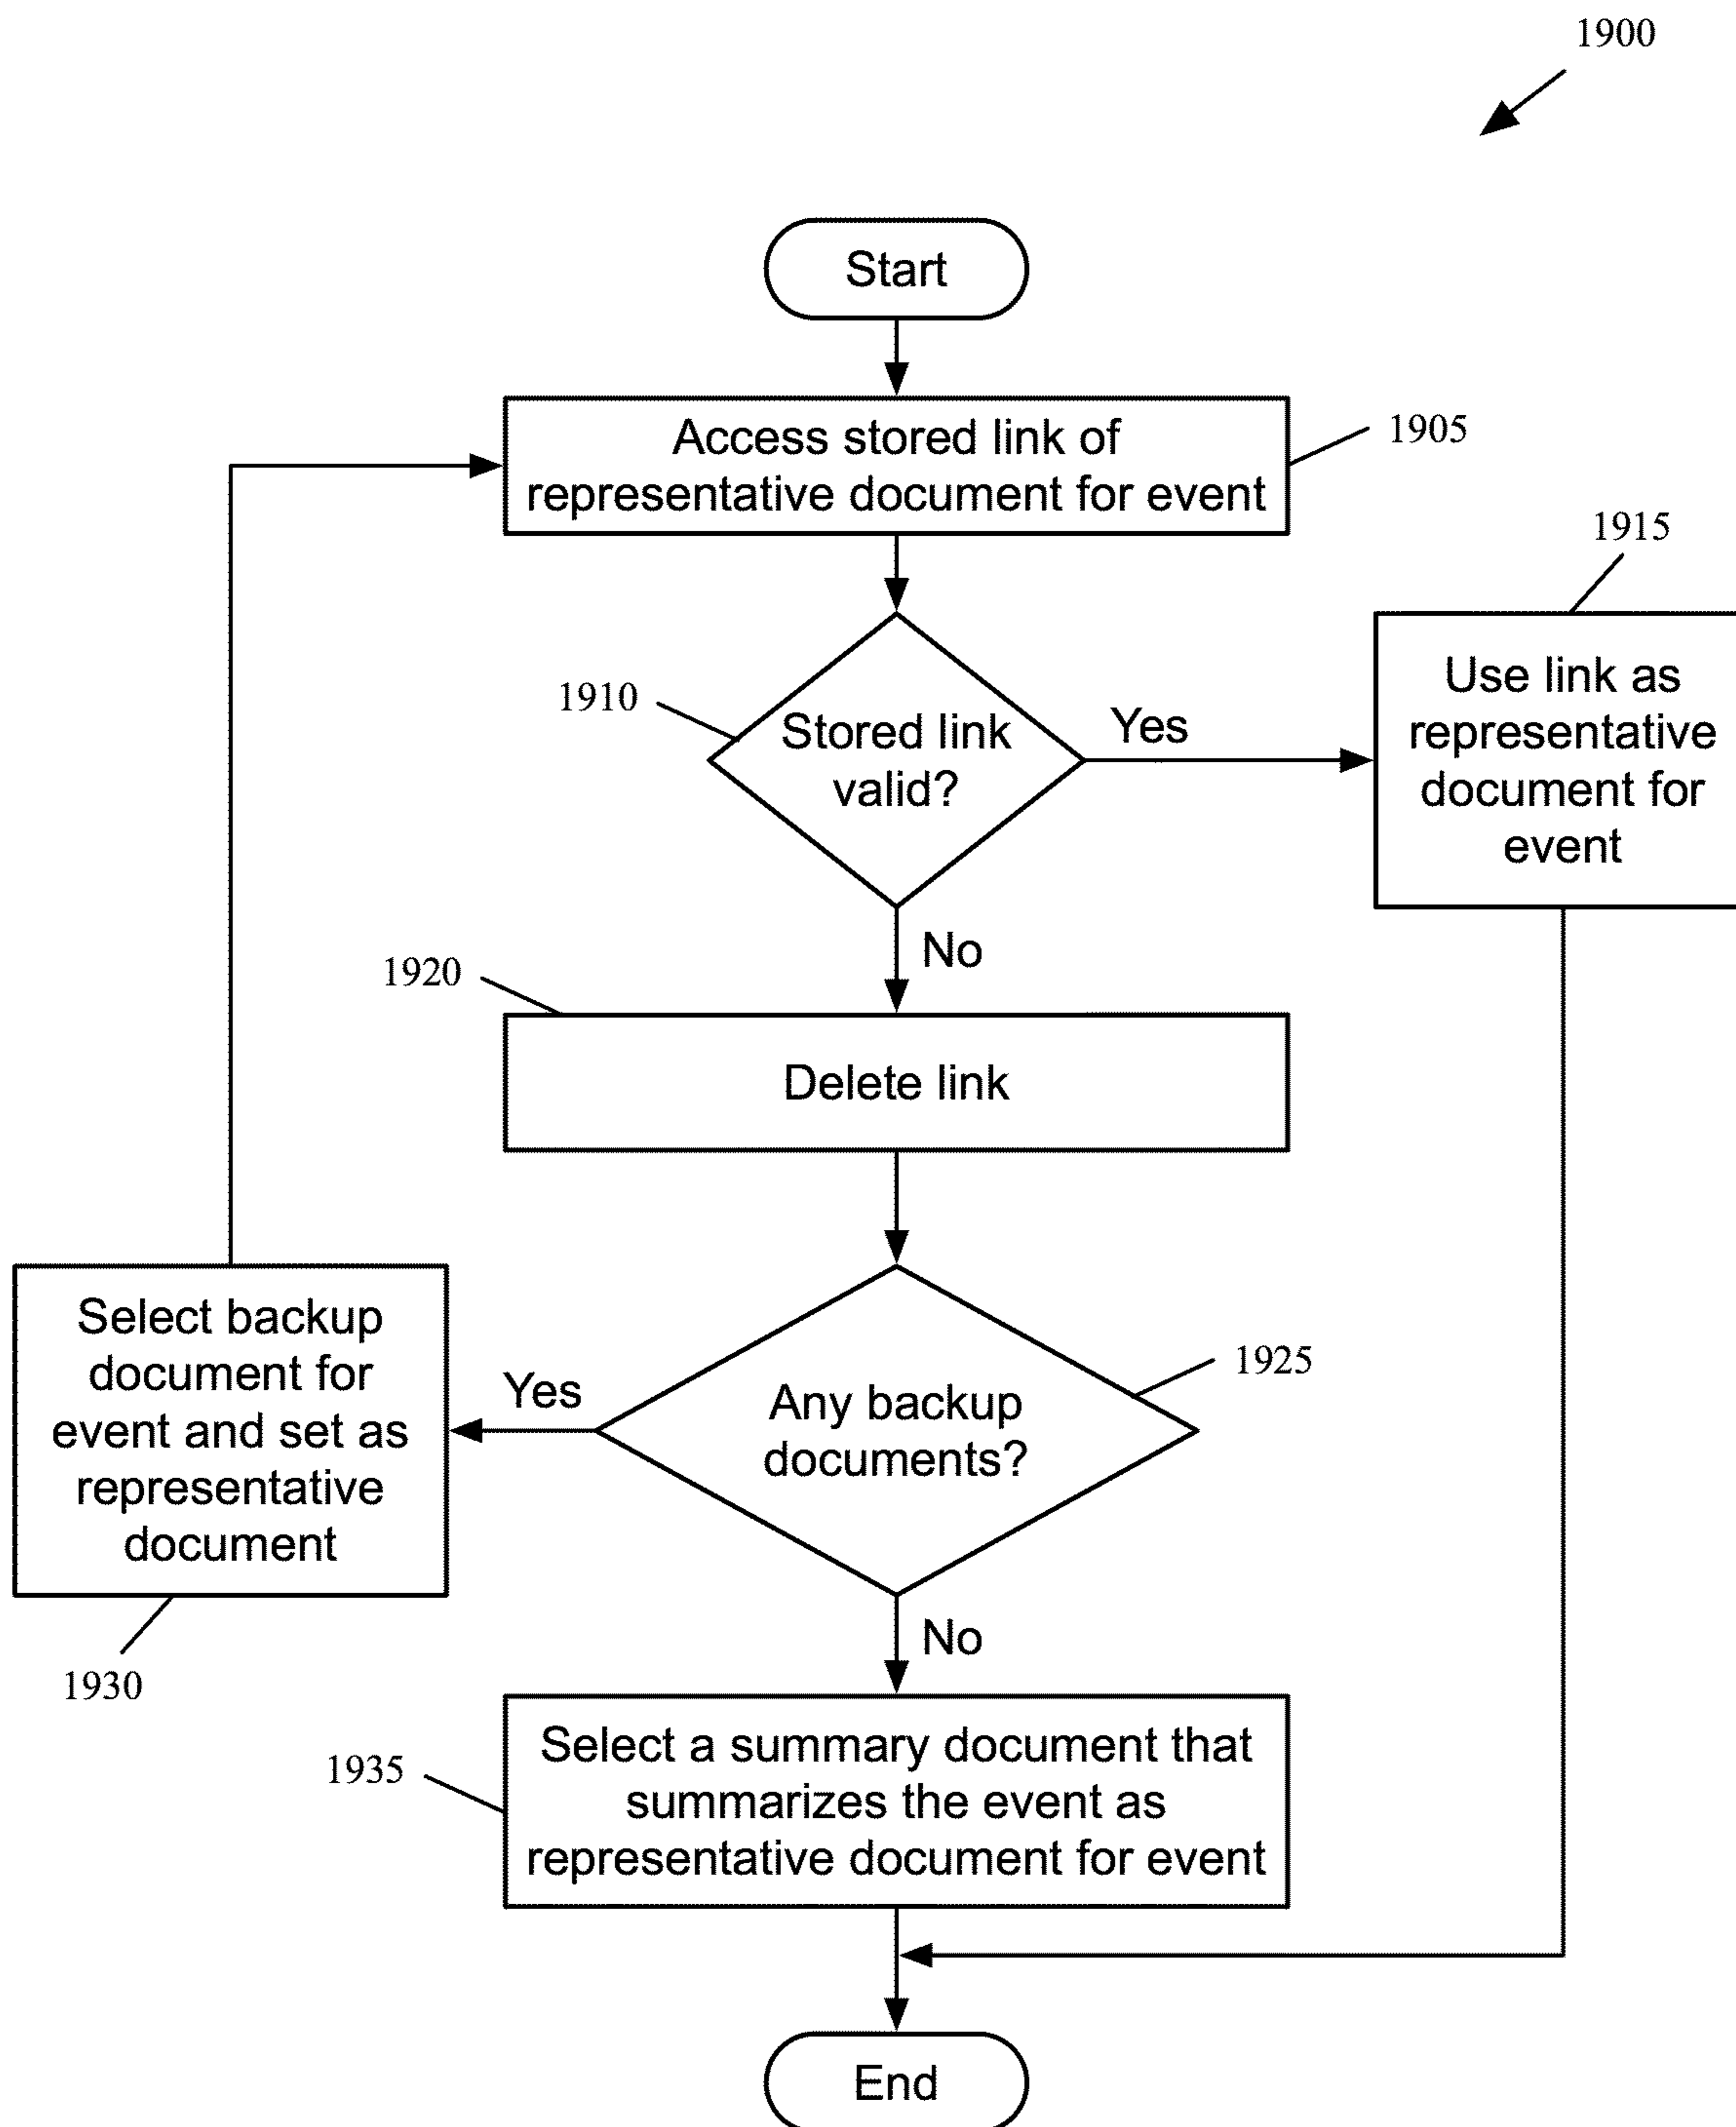 1900
Start
Access stored link of
representative document for event
1905
1915
Use link as
representative
document for
event
1910
Stored link
valid?
Yes
No
1920
Delete link
1925
Any backup
documents?
Yes
Select backup
document for
event and set as
representative
document
1930
No
1935
Select a summary document that
summarizes the event as
representative document for event
End